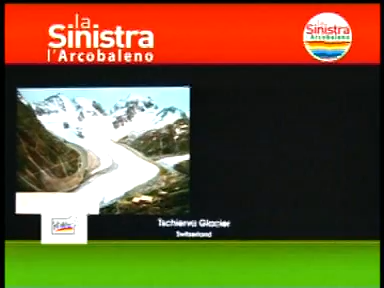 la
Sinistra
l'Arcobaleno
la
Sinistra
l'Arcobaleno
Tschierva Glacier
Switzerland